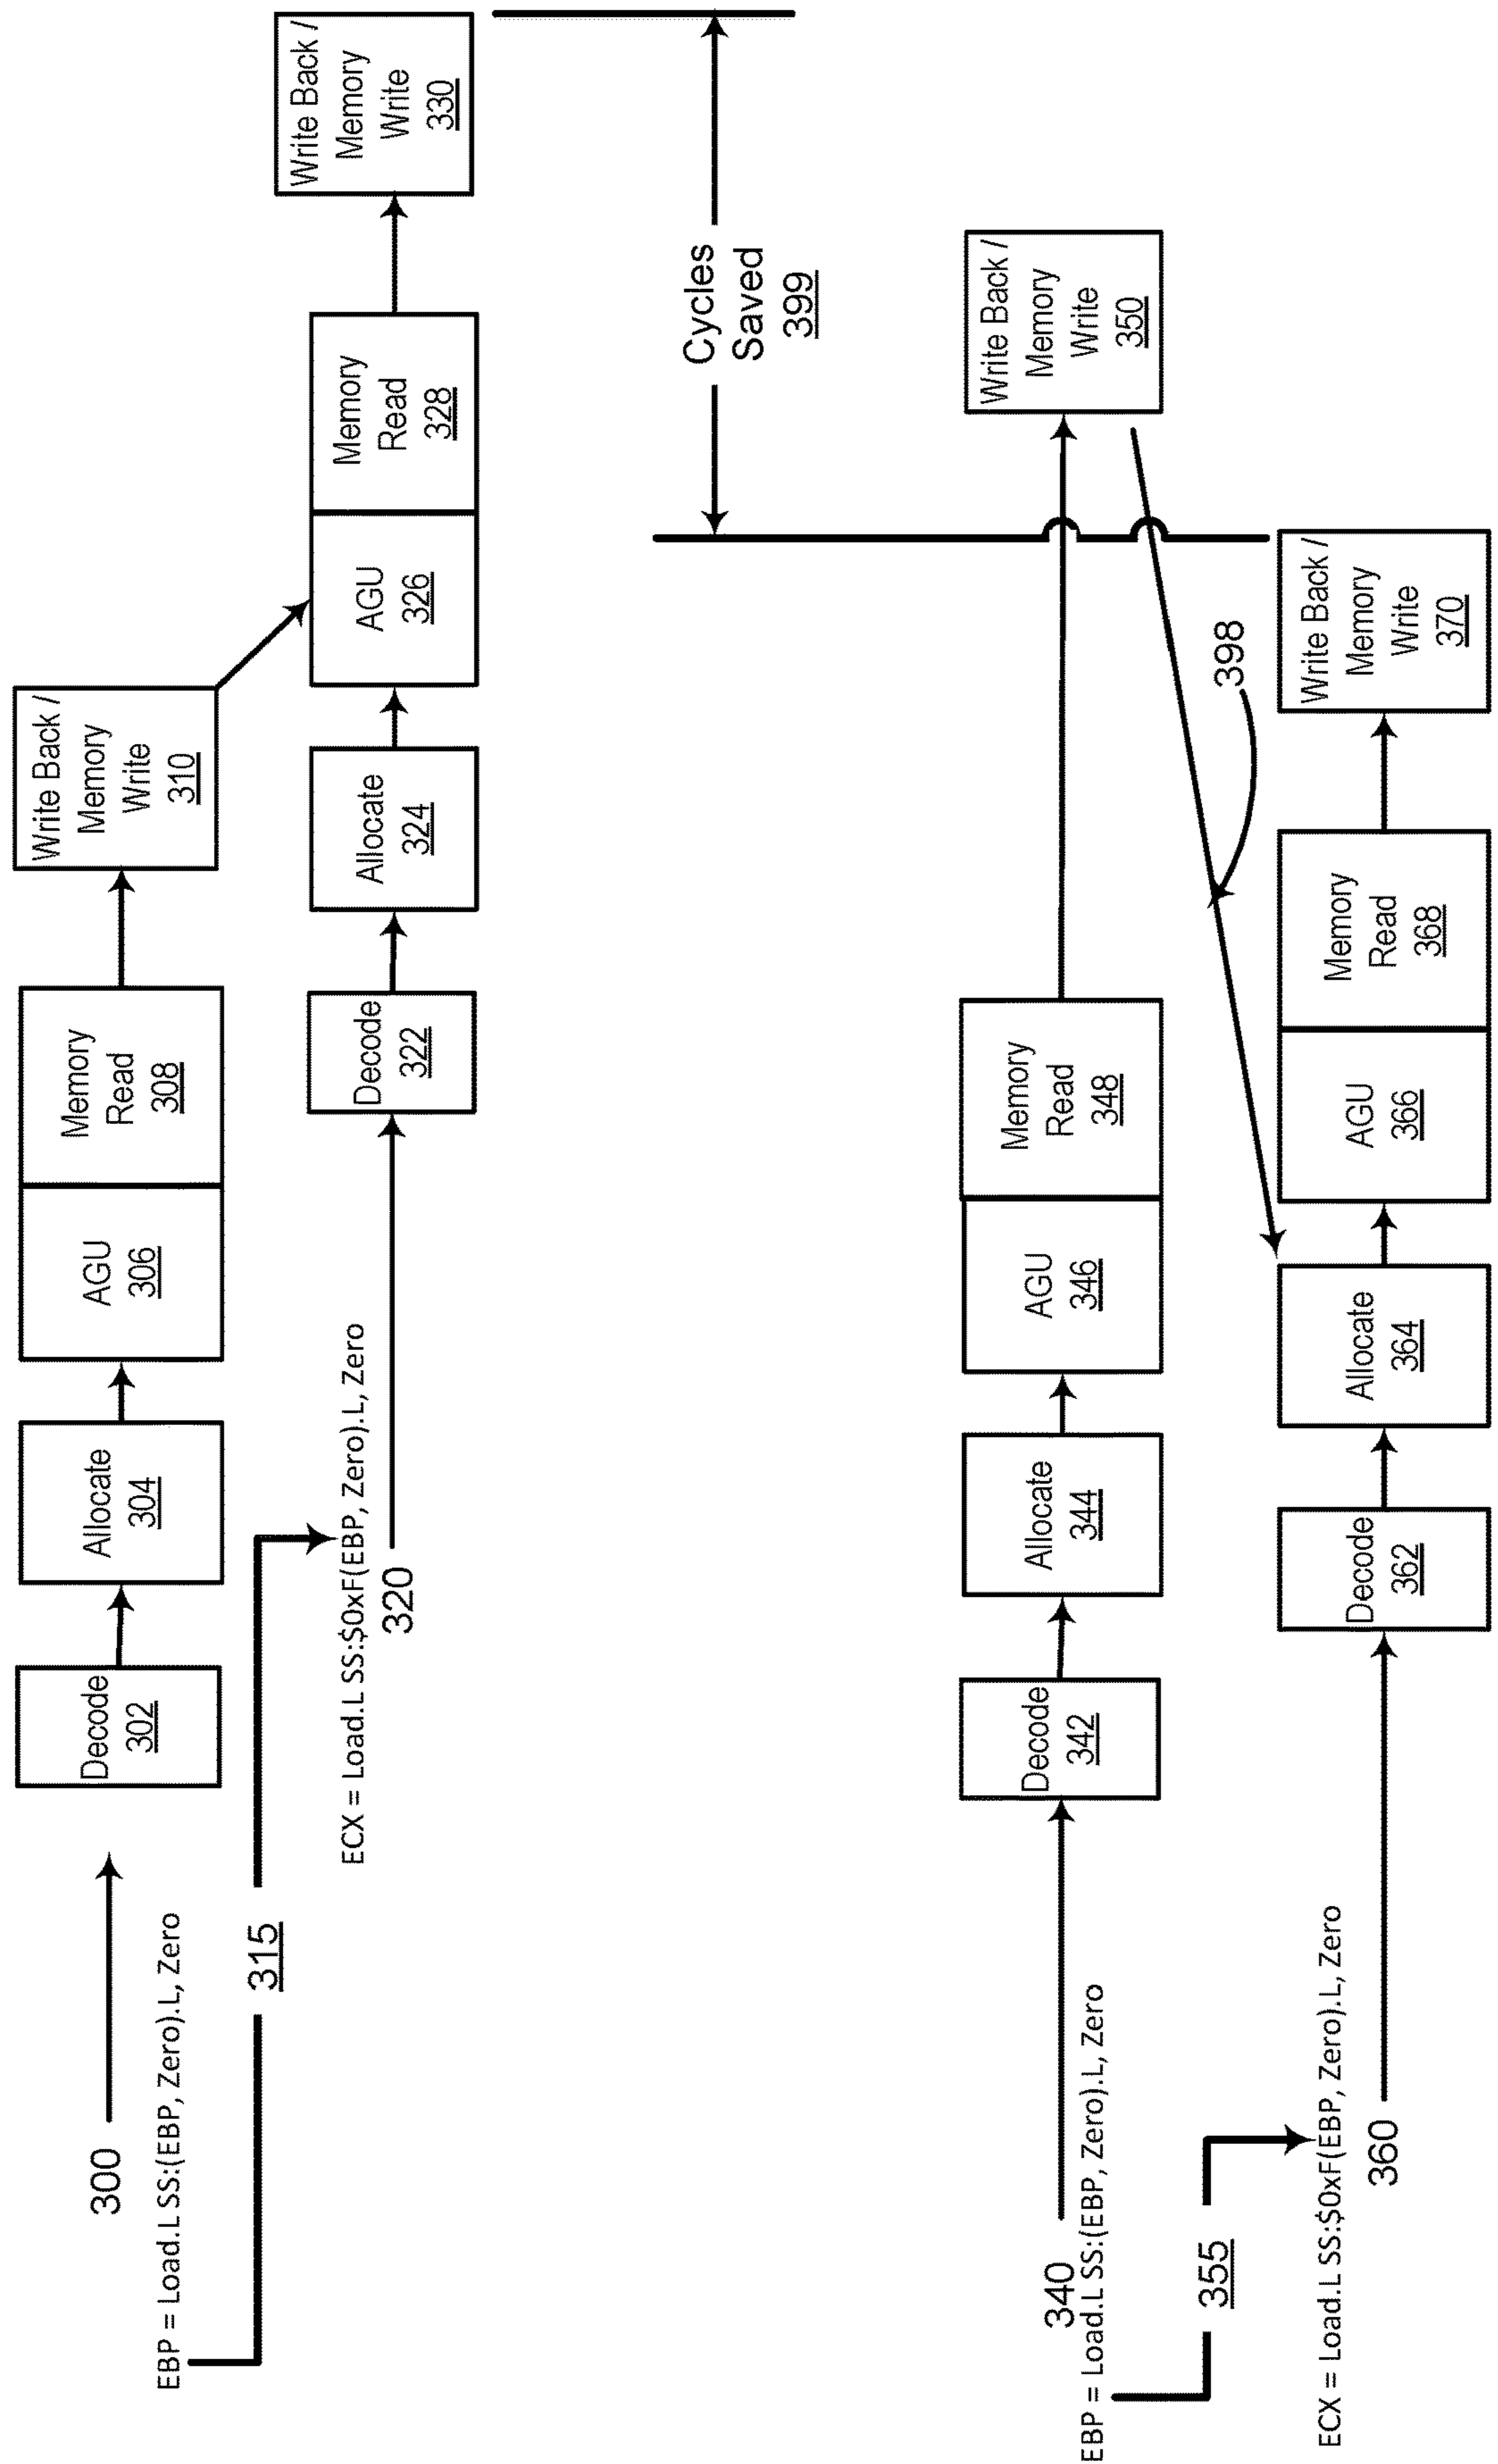 300
EBP = Load.L SS:(EBP, Zero).L, Zero
Decode
302
Allocate
304
AGU
306
Memory
Read
308
Write Back /
Memory
Write
310
315
ECX = Load.L SS:$0xF(EBP, Zero).L, Zero
320
Decode
322
Allocate
324
AGU
326
Memory
Read
328
Write Back /
Memory
Write
330
Cycles
Saved
399
340
EBP = Load.L SS:(EBP, Zero).L, Zero
Decode
342
Allocate
344
AGU
346
Memory
Read
348
Write Back /
Memory
Write
350
398
355
ECX = Load.L SS:$0xF(EBP, Zero).L, Zero
360
Decode
362
Allocate
364
AGU
366
Memory
Read
368
Write Back /
Memory
Write
370